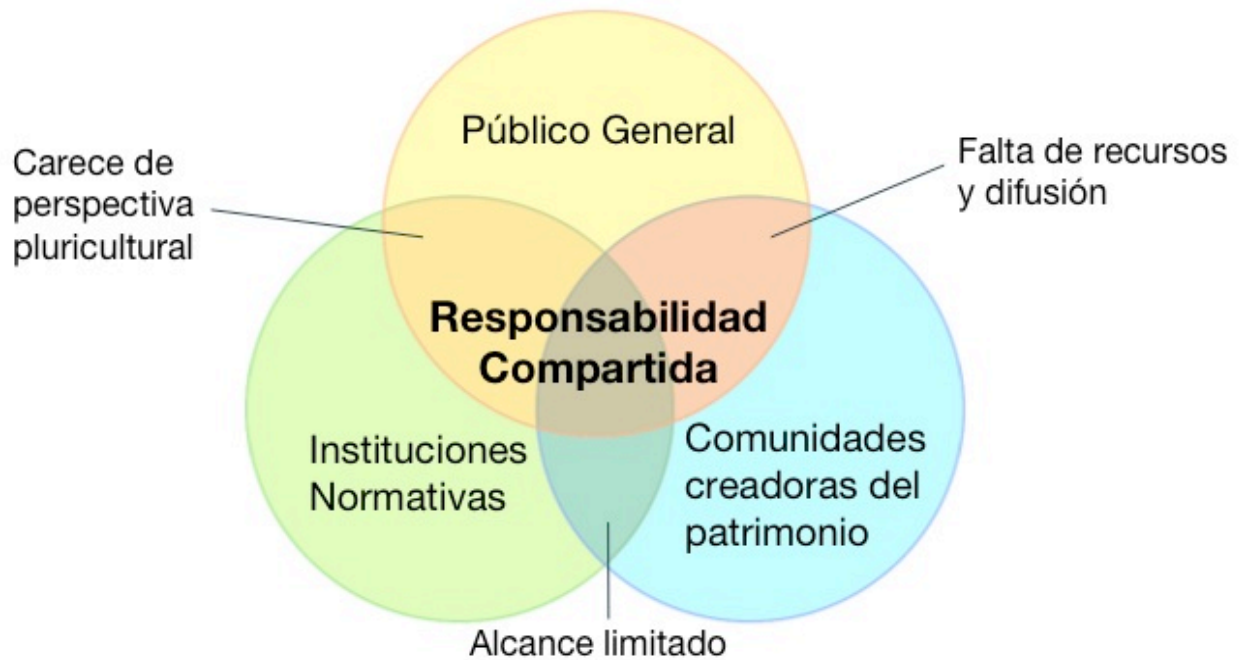 Público General
Carece de
perspectiva
pluricultural
Falta de recursos
y difusión
Responsabilidad
Compartida
Instituciones
Normativas
Comunidades
creadoras del
patrimonio
Alcance limitado